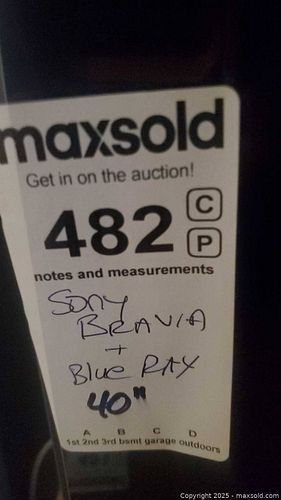 maxsold
Get in on the auction!
482 C
P
notes and measurements
Sony
BRAVIA
+
Blue RAY
40"
A B C D
1st 2nd 3rd bsmt garage outdoors
Copyright 2025 - maxsold.com